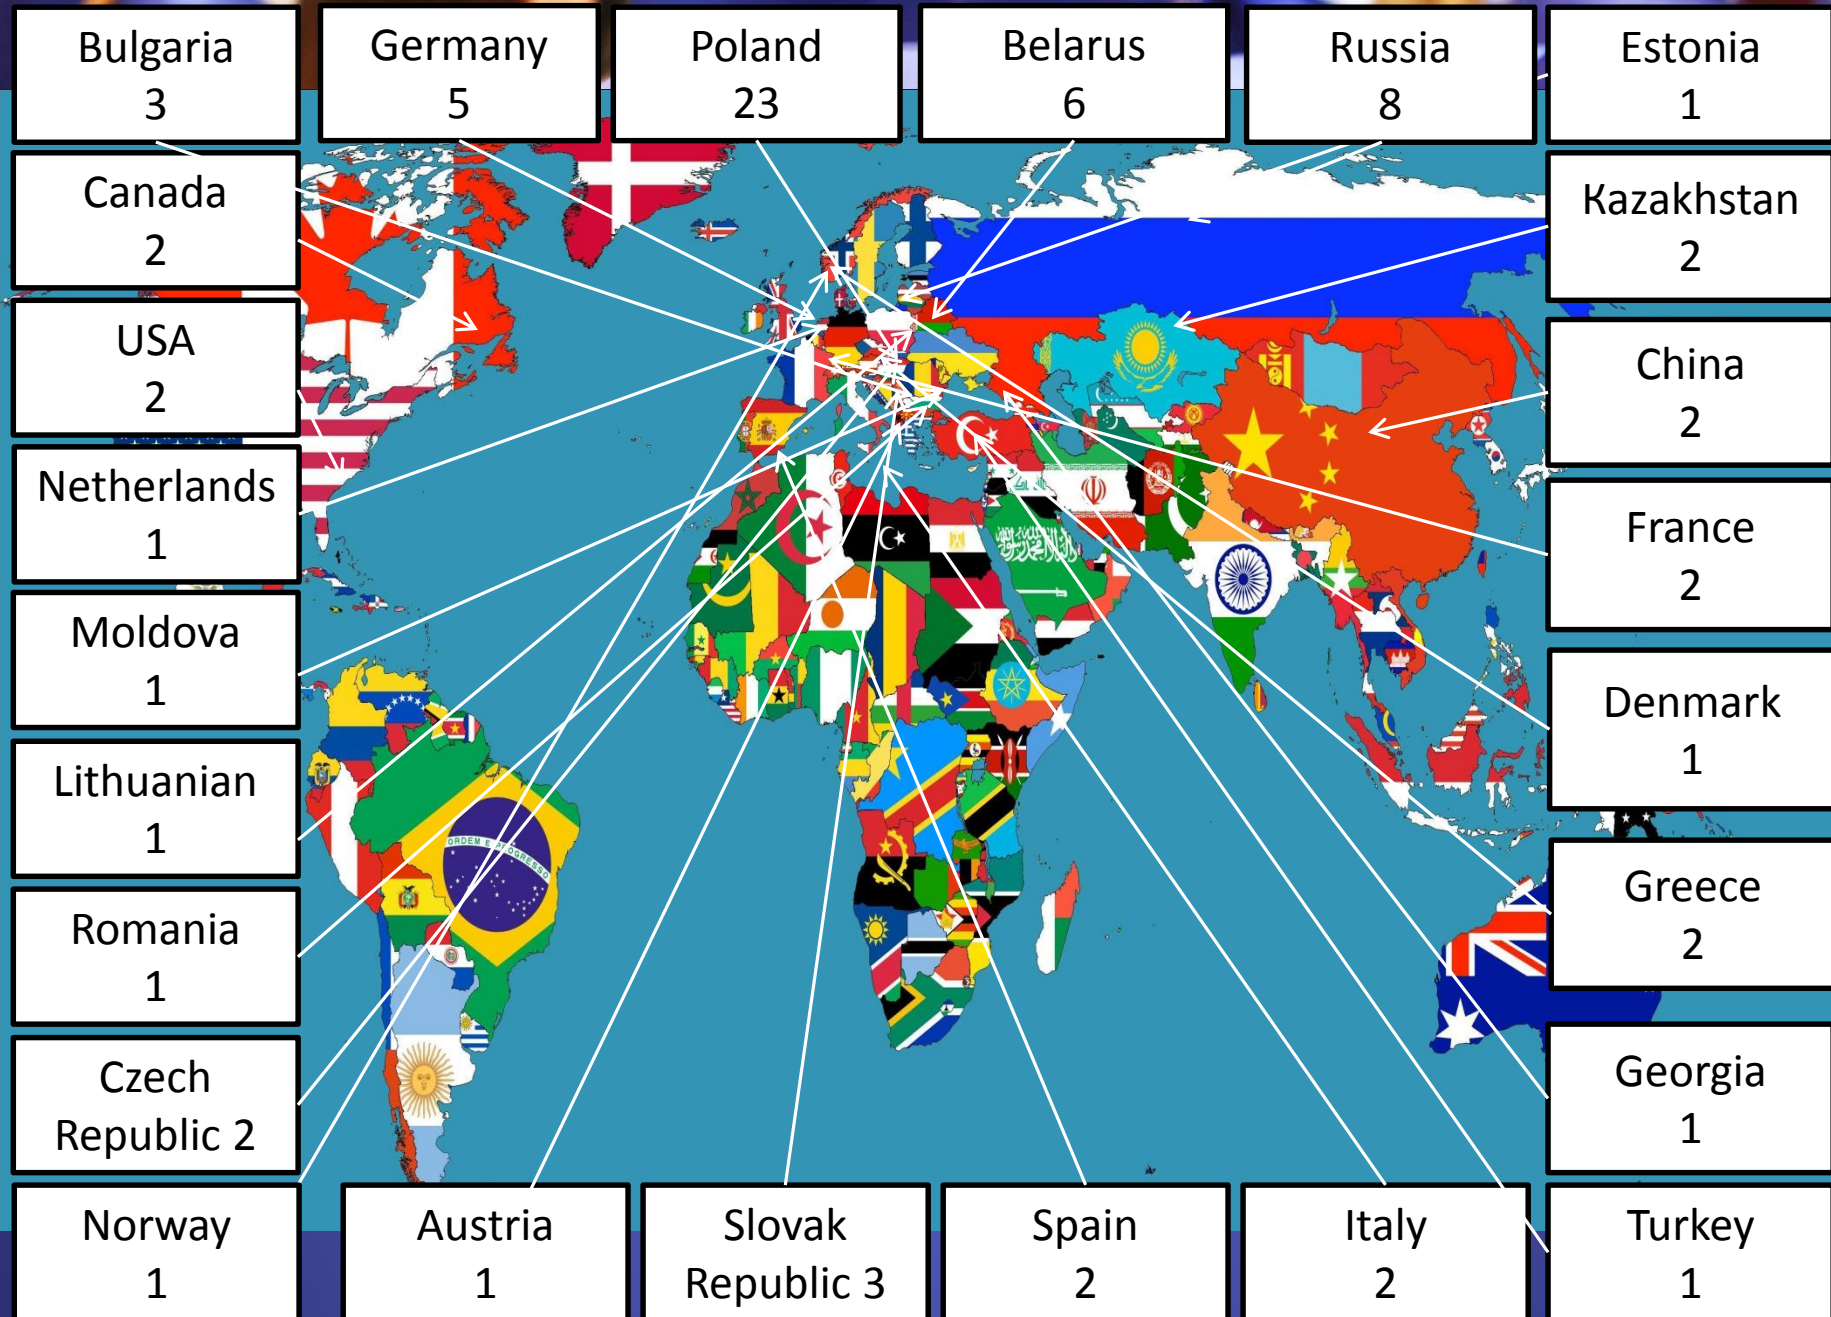 Bulgaria
3
Germany
5
Poland
23
Belarus
6
Russia
8
Estonia
1
Canada
2
Kazakhstan
2
USA
2
China
2
Netherlands
1
France
2
Moldova
1
Denmark
1
Lithuanian
1
Greece
2
Romania
1
Czech
Republic 2
Georgia
1
Norway
1
Austria
1
Slovak
Republic 3
Spain
2
Italy
2
Turkey
1
ORDEM E PROGRESSO